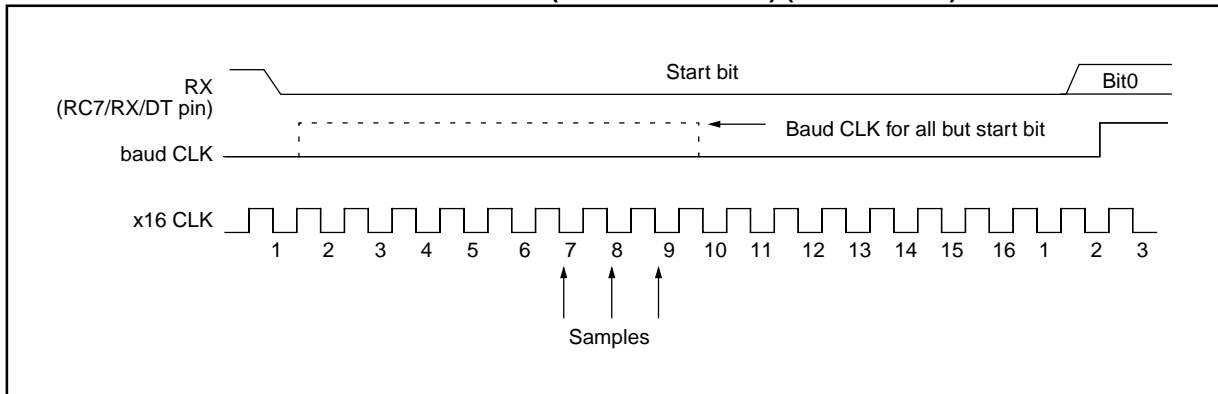 RX
(RC7/RX/DT pin)
Start bit
Bit0
baud CLK
Baud CLK for all but start bit
x16 CLK
1 2 3 4 5 6 7 8 9 10 11 12 13 14 15 16 1 2 3
Samples